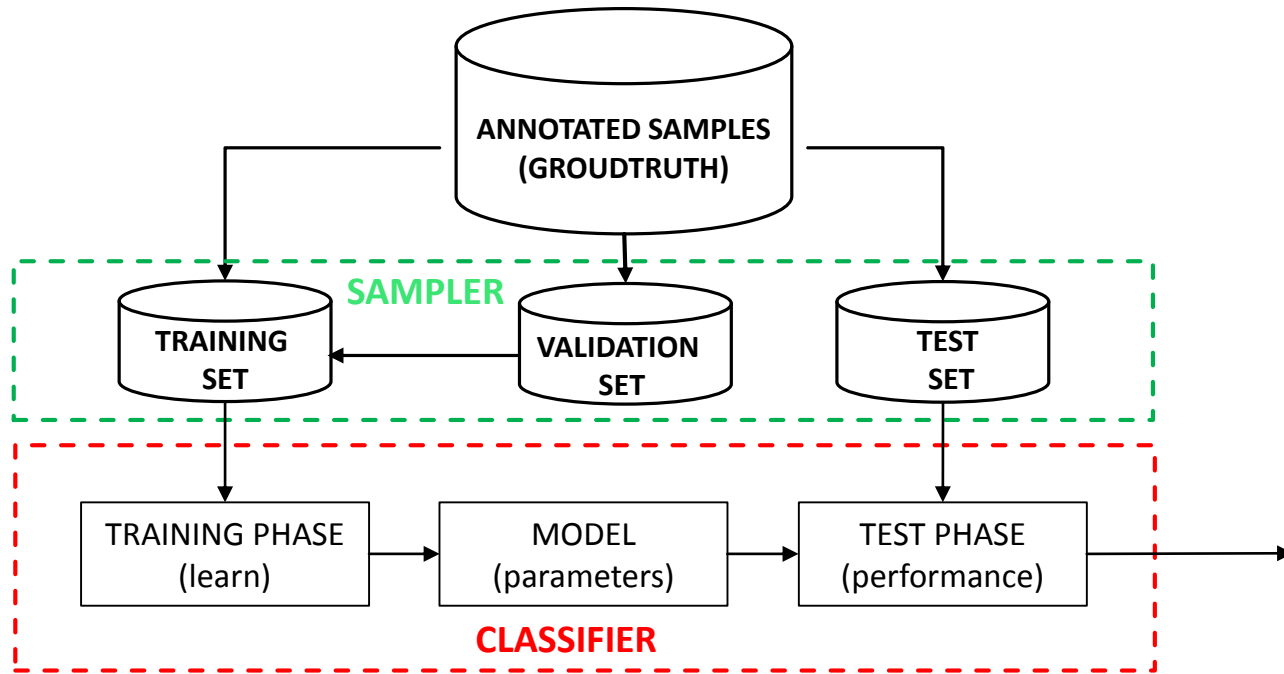 ANNOTATED SAMPLES
(GROUDTRUTH)
SAMPLER
TRAINING
SET
VALIDATION
SET
TEST
SET
TRAINING PHASE
(learn)
MODEL
(parameters)
TEST PHASE
(performance)
CLASSIFIER